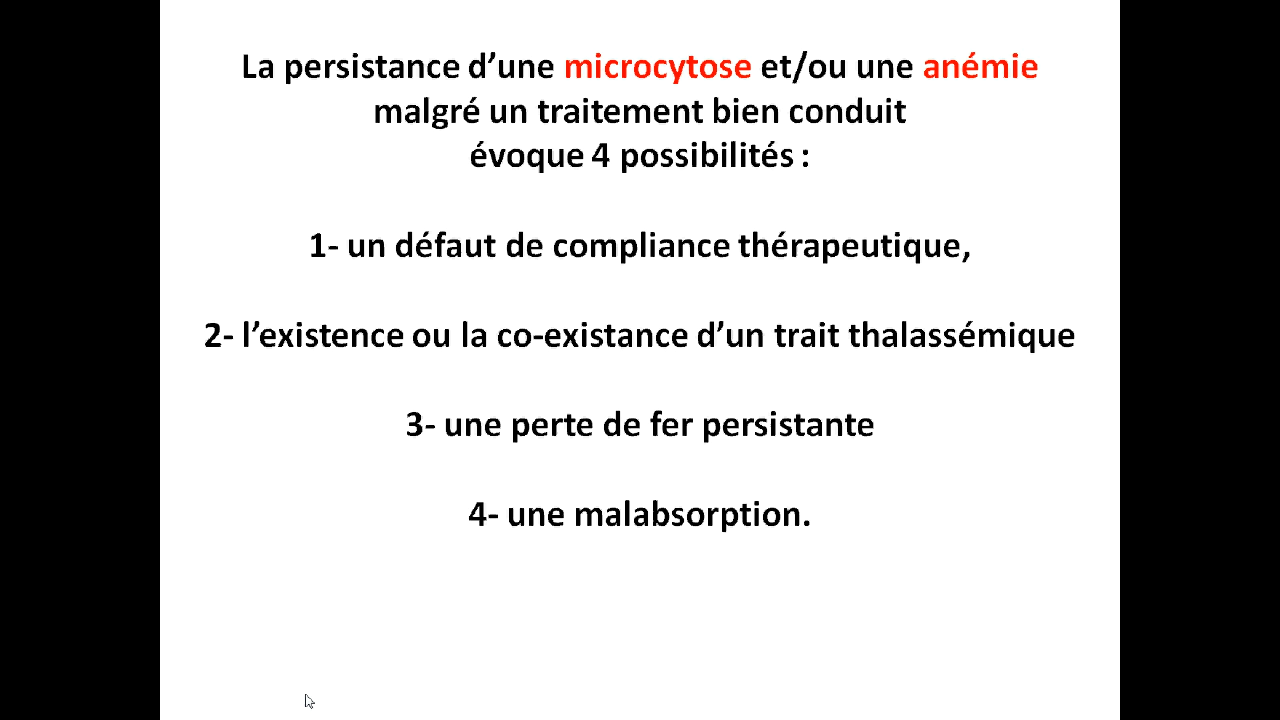 La persistance d’une microcytose et/ou une anémie
malgré un traitement bien conduit
évoque 4 possibilités :
1- un défaut de compliance thérapeutique,
2- l’existence ou la co-existance d’un trait thalassémique
3- une perte de fer persistante
4- une malabsorption.